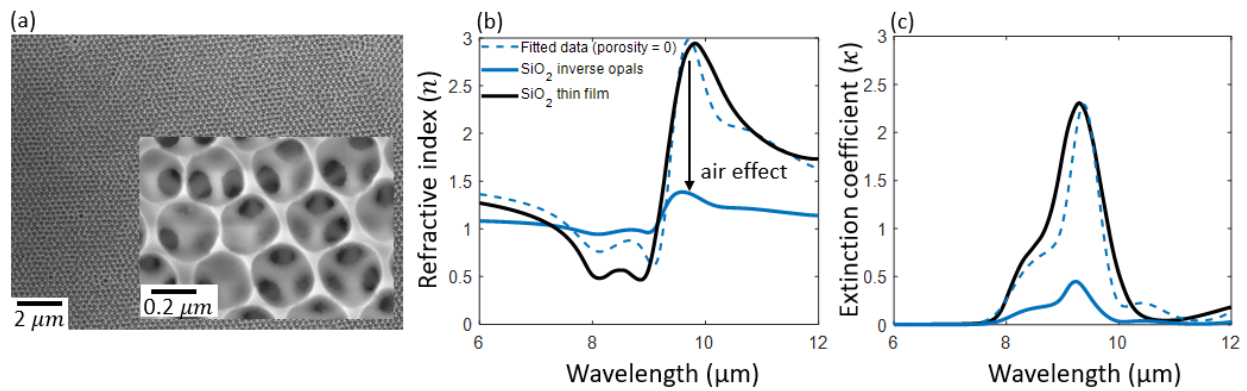 (a)
2 μm
0.2 μm
(b)
Fitted data (porosity = 0)
SiO₂ inverse opals
SiO₂ thin film
air effect
Refractive index (n)
3
2.5
2
1.5
1
0.5
0
6
8
10
12
Wavelength (μm)
(c)
Extinction coefficient (κ)
3
2.5
2
1.5
1
0.5
0
6
8
10
12
Wavelength (μm)